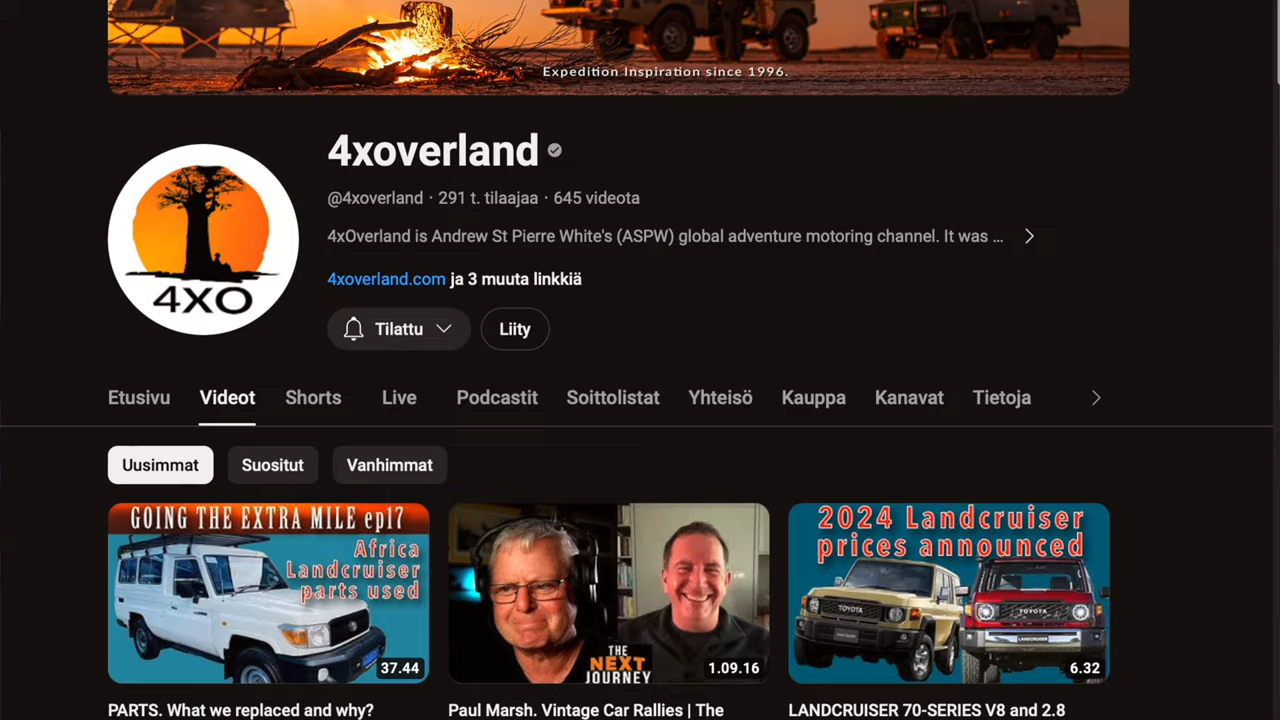 Expedition Inspiration since 1996.
4xoverland
@4xoverland · 291 t. tilaajaa · 645 videota
4xOverland is Andrew St Pierre White's (ASPW) global adventure motoring channel. It was ...
4xoverland.com ja 3 muuta linkkiä
4XO
Tilattu
Liity
Etusivu
Videot
Shorts
Live
Podcastit
Soittolistat
Yhteisö
Kauppa
Kanavat
Tietoja
Uusimmat
Suositut
Vanhimmat
GOING THE EXTRA MILE ep17
Africa
Landcruiser
parts used
37.44
THE
NEXT
JOURNEY
1.09.16
2024 Landcruiser
prices announced
TOYOTA
TOYOTA
LANDCRUISER
6.32
PARTS. What we replaced and why?
Paul Marsh. Vintage Car Rallies | The
LANDCRUISER 70-SERIES V8 and 2.8